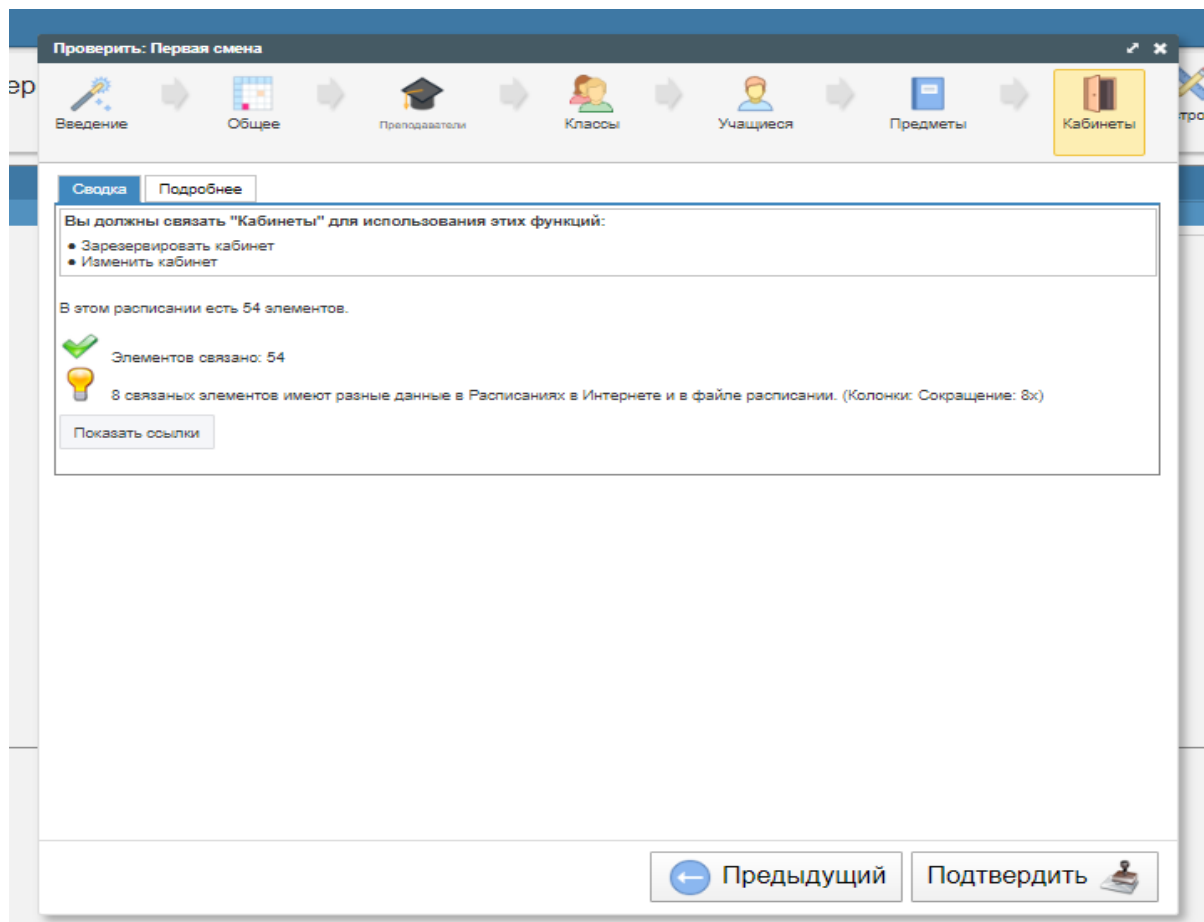 Проверить: Первая смена
ер
Введение
Общее
Преподаватели
Классы
Учащиеся
Предметы
Кабинеты
тро
Сводка
Подробнее
Вы должны связать "Кабинеты" для использования этих функций:
● Зарезервировать кабинет
● Изменить кабинет
В этом расписании есть 54 элементов.
Элементов связано: 54
8 связаных элементов имеют разные данные в Расписаниях в Интернете и в файле расписании. (Колонки: Сокращение: 8x)
Показать ссылки
Предыдущий
Подтвердить